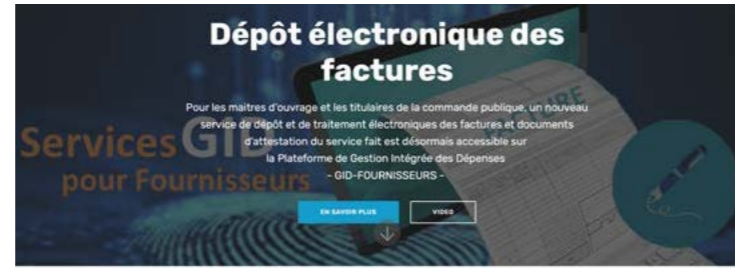 Dépôt électronique des
factures
Pour les maitres d'ouvrage et les titulaires de la commande publique, un nouveau
service de dépôt et de traitement électroniques des factures et documents
d'attestation du service fait est désormais accessible sur
la Plateforme de Gestion Intégrée des Dépenses
- GID-FOURNISSEURS -
Services GID
pour Fournisseurs
EN SAVOIR PLUS
VIDEO